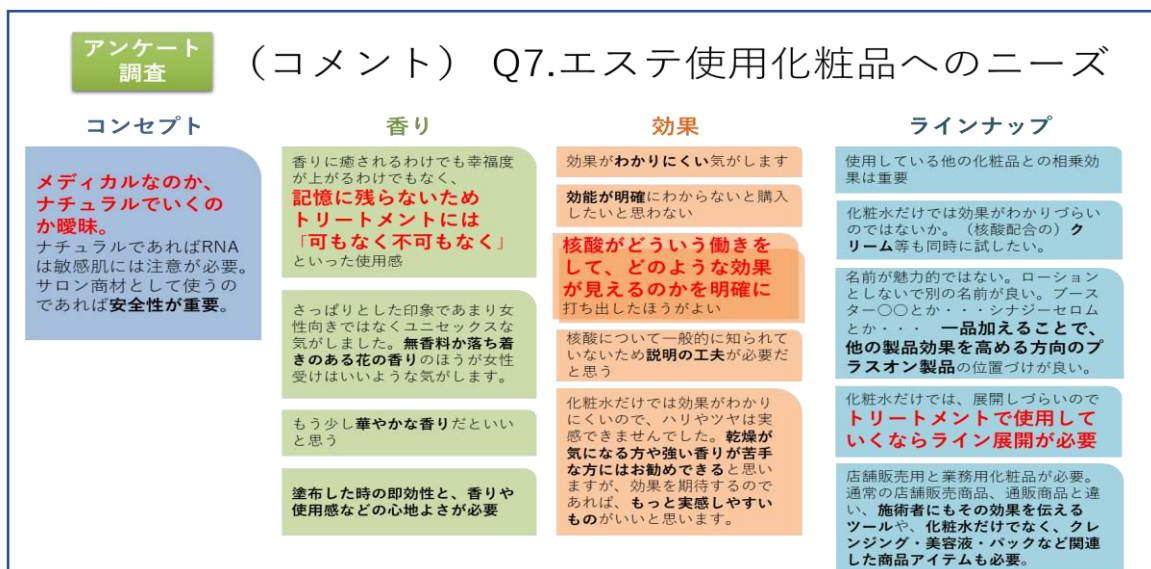 アンケート
調査
（コメント） Q7.エステ使用化粧品へのニーズ
コンセプト
メディカルなのか、
ナチュラルでいくの
か曖昧。
ナチュラルであればRNA
は敏感肌には注意が必要。
サロン商材として使うの
であれば安全性が重要。
香り
香りに癒されるわけでも幸福度
が上がるわけでもなく、
記憶に残らないため
トリートメントには
「可もなく不可もなく」
といった使用感
さっぱりとした印象であまり女
性向きではなくユニセックスな
気がしました。無香料か落ち着
きのある花の香りのほうが女性
受けはいいような気がします。
もう少し華やかな香りだといい
と思う
塗布した時の即効性と、香りや
使用感などの心地よさが必要
効果
効果がわかりにくい気がします
効能が明確にわからないと購入
したいと思わない
核酸がどういう働きを
して、どのような効果
が見えるのかを明確に
打ち出したほうがよい
核酸について一般的に知られて
いないため説明の工夫が必要だ
と思う
化粧水だけでは効果がわかり
にくいので、ハリやツヤは実
感できませんでした。乾燥が
気になる方や強い香りが苦手
な方にはお勧めできると思い
ますが、効果を期待するので
あれば、もっと実感しやすい
ものがいいと思います。
ラインナップ
使用している他の化粧品との相乗効
果は重要
化粧水だけでは効果がわかりづらい
のではないか。（核酸配合の）ク
リーム等も同時に試したい。
名前が魅力的ではない。ローション
としないで別の名前が良い。ブース
ター〇〇とか・・・シナジーセロム
とか・・・ 一品加えることで、
他の製品効果を高める方向のプ
ラスオン製品の位置づけが良い。
化粧水だけでは、展開しづらいので
トリートメントで使用して
いくならライン展開が必要
店舗販売用と業務用化粧品が必要。
通常の店舗販売商品、通販商品と違
い、施術者にもその効果を伝える
ツールや、化粧水だけでなく、クレ
ンジング・美容液・パックなど関連
した商品アイテムも必要。